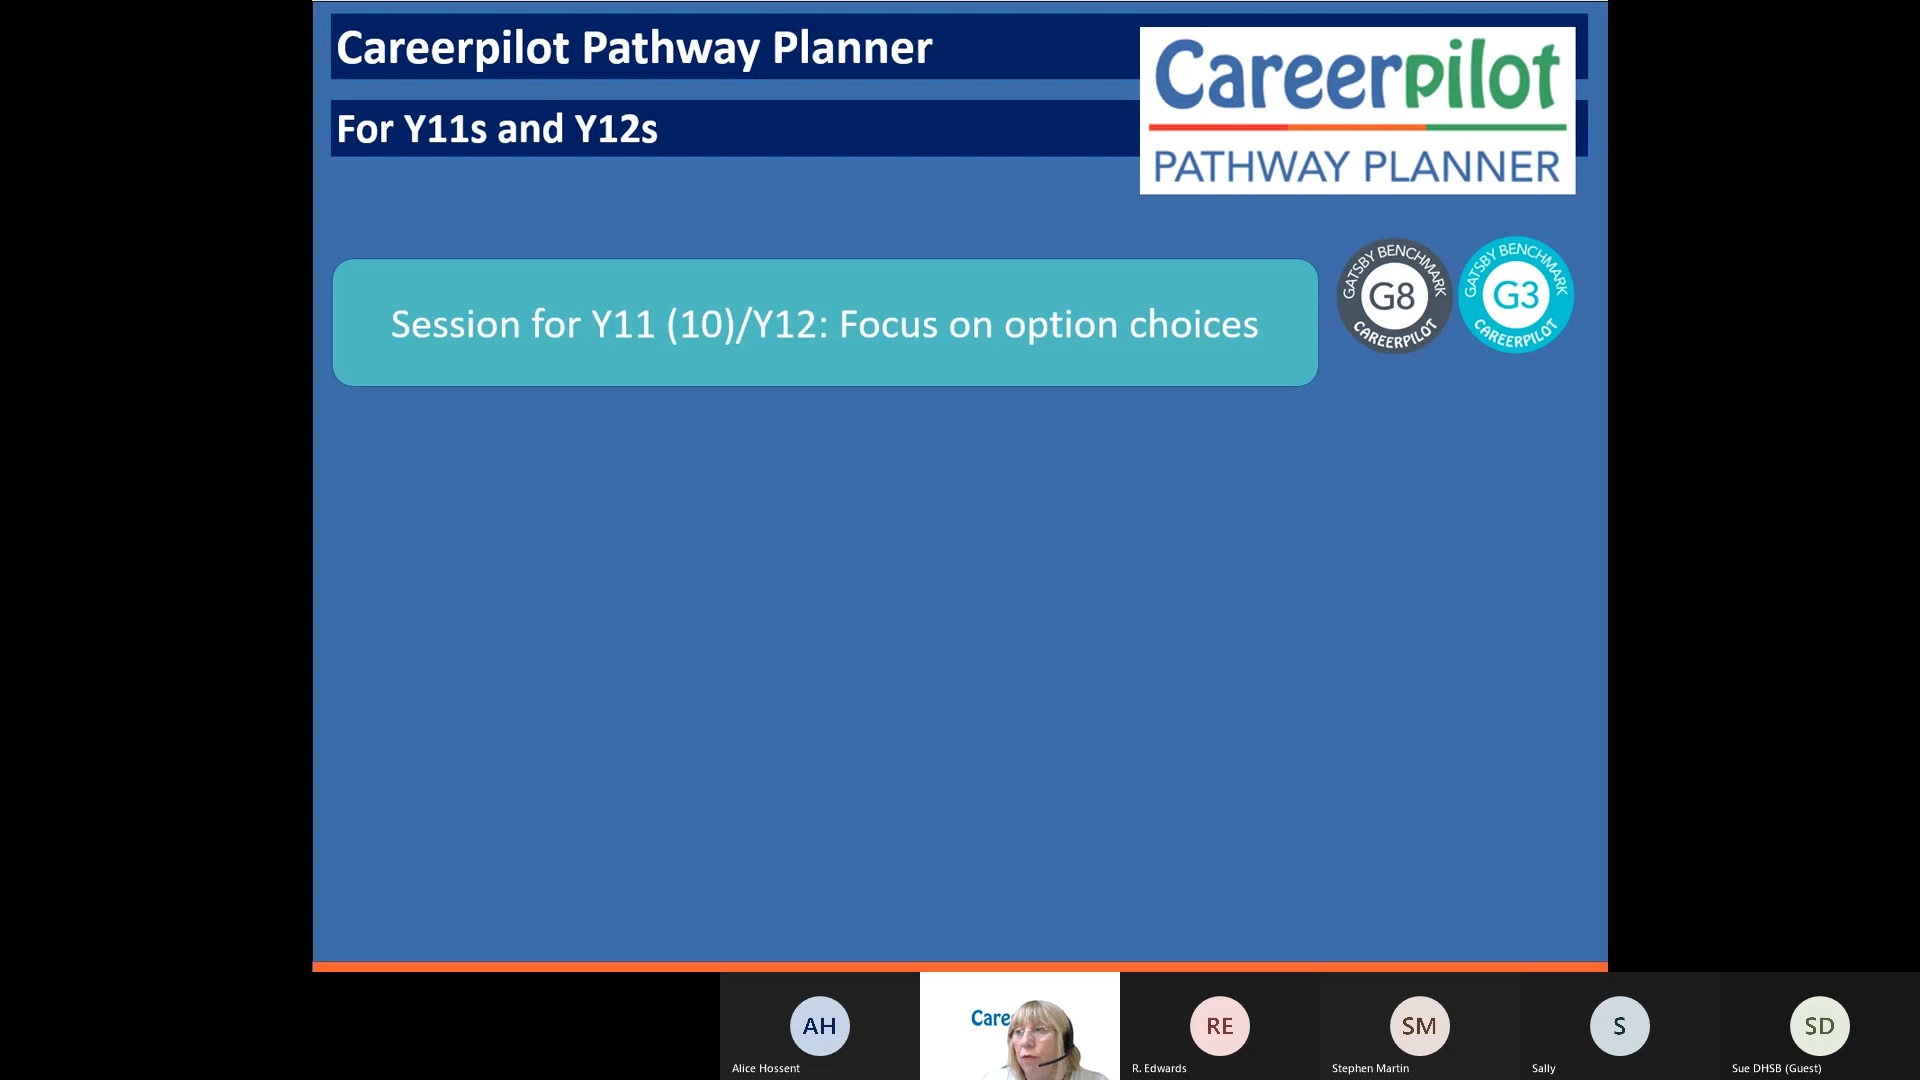 Careerpilot Pathway Planner
For Y11s and Y12s
Careerpilot
PATHWAY PLANNER
Session for Y11 (10)/Y12: Focus on option choices
GATSBY BENCHMARK
G8
CAREERPILOT
GATSBY BENCHMARK
G3
CAREERPILOT
AH
Alice Hossent
Caree
RE
R. Edwards
SM
Stephen Martin
S
Sally
SD
Sue DHSB (Guest)